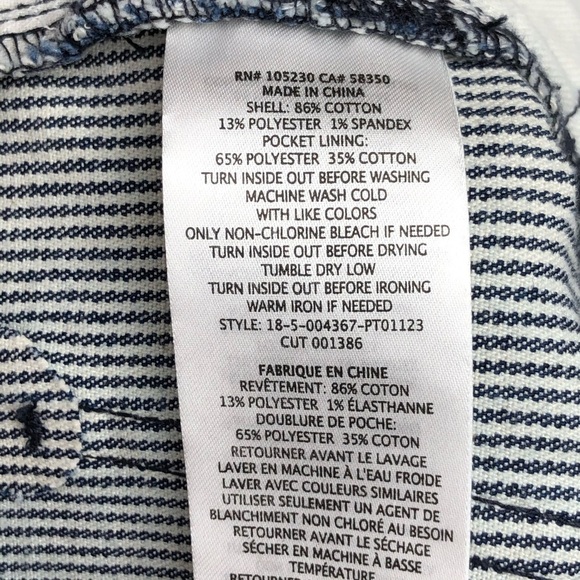 RN# 105230 CA# 58350
MADE IN CHINA
SHELL: 86% COTTON
13% POLYESTER 1% SPANDEX
POCKET LINING:
65% POLYESTER 35% COTTON
TURN INSIDE OUT BEFORE WASHING
MACHINE WASH COLD
WITH LIKE COLORS
ONLY NON-CHLORINE BLEACH IF NEEDED
TURN INSIDE OUT BEFORE DRYING
TUMBLE DRY LOW
TURN INSIDE OUT BEFORE IRONING
WARM IRON IF NEEDED
STYLE: 18-5-004367-PT01123
CUT 001386
FABRIQUE EN CHINE
REVÊTEMENT: 86% COTON
13% POLYESTER 1% ÉLASTHANNE
DOUBLURE DE POCHE:
65% POLYESTER 35% COTON
RETOURNER AVANT LE LAVAGE
LAVER EN MACHINE À L'EAU FROIDE
LAVER AVEC COULEURS SIMILAIRES
UTILISER SEULEMENT UN AGENT DE
BLANCHIMENT NON CHLORÉ AU BESOIN
RETOURNER AVANT LE SÉCHAGE
SÉCHER EN MACHINE À BASSE
TEMPÉRATURE
RETOURNER AVANT